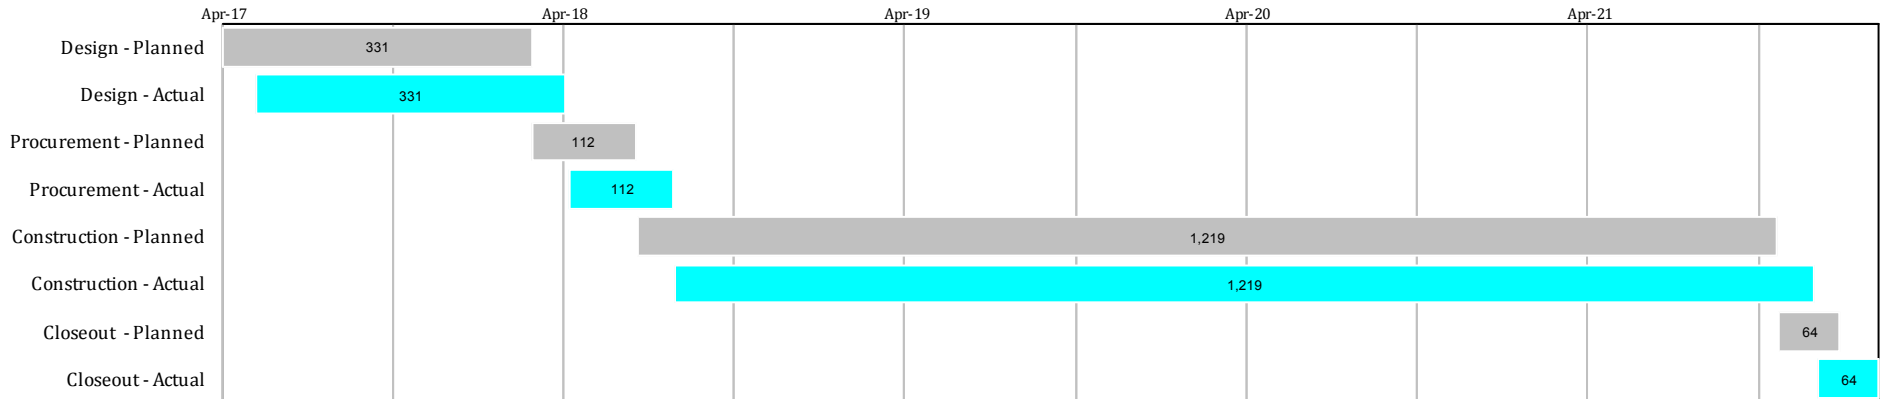 Apr-17 Apr-18 Apr-19 Apr-20 Apr-21
Design - Planned 331
Design - Actual 331
Procurement - Planned 112
Procurement - Actual 112
Construction - Planned 1,219
Construction - Actual 1,219
Closeout - Planned 64
Closeout - Actual 64